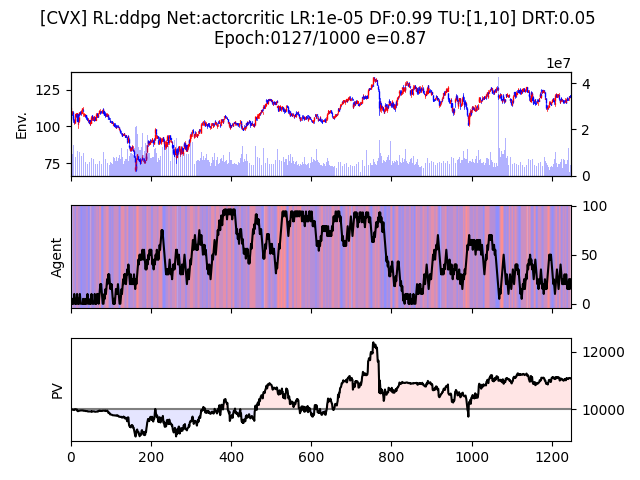 [CVX] RL:ddpg Net:actorcritic LR:1e-05 DF:0.99 TU:[1,10] DRT:0.05
Epoch:0127/1000 e=0.87
1e7
125
100
75
Env.
4
2
0
Agent
100
50
0
PV
12000
10000
0 200 400 600 800 1000 1200